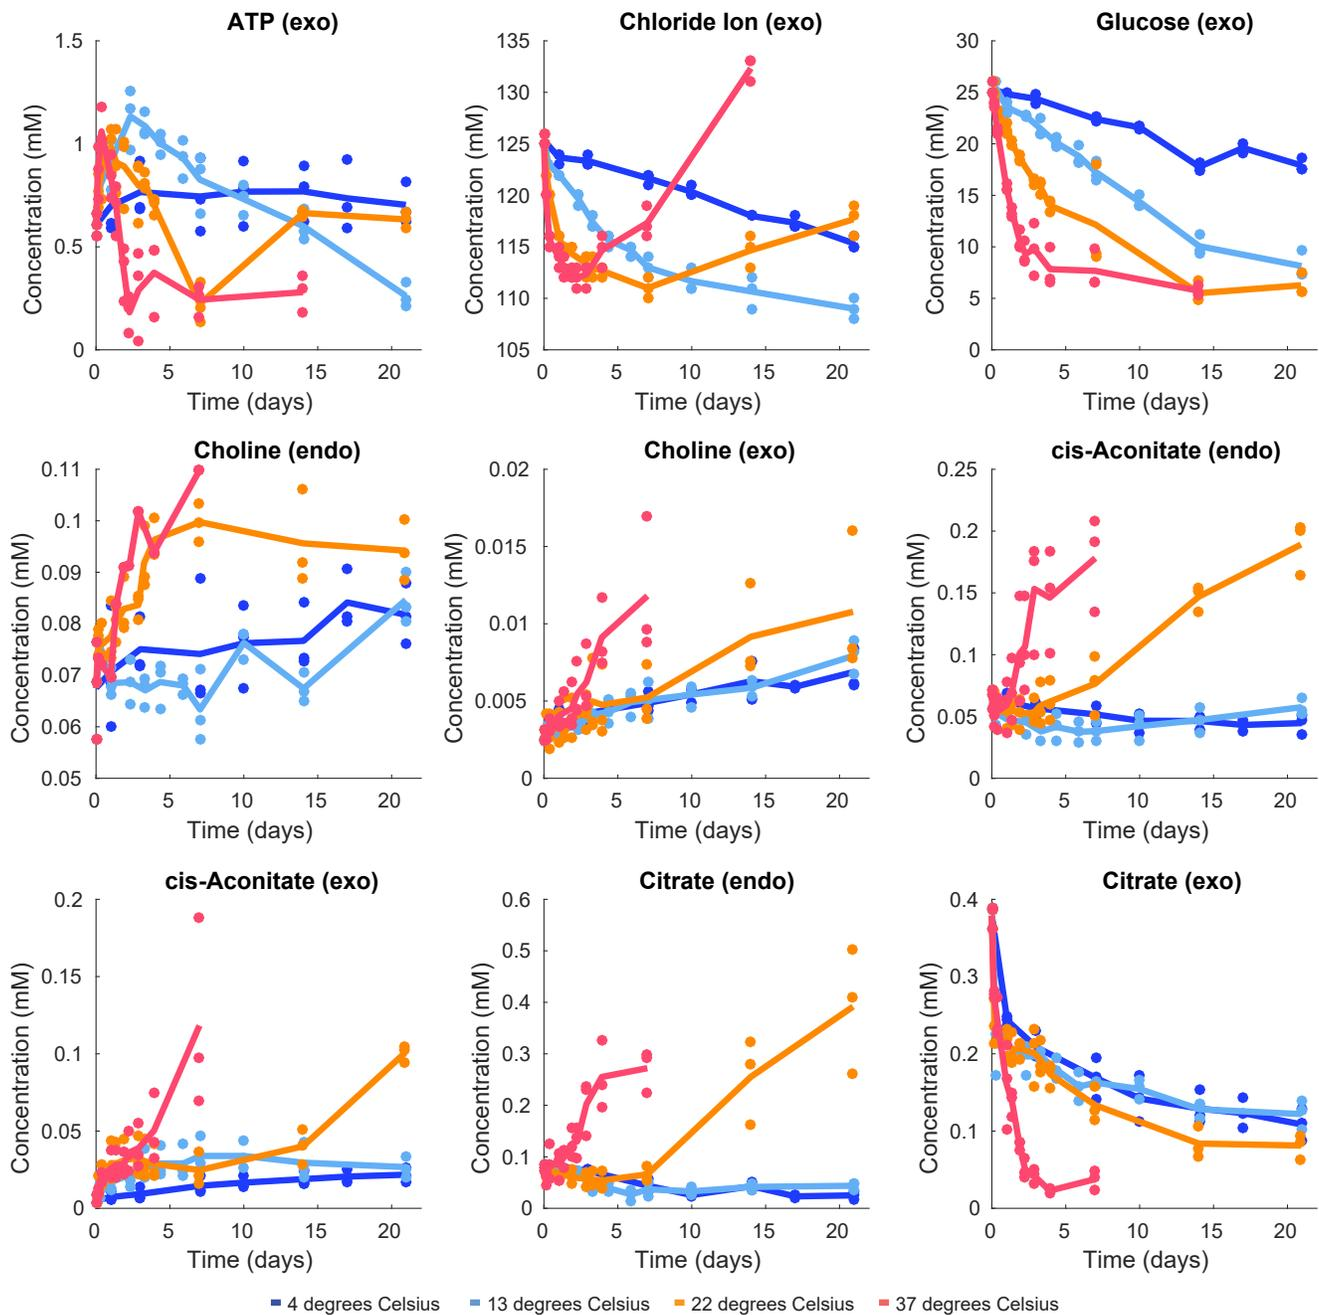 ATP (exo)
Chloride Ion (exo)
Glucose (exo)
1.5
1
0.5
0
Concentration (mM)
0 5 10 15 20
Time (days)
135
130
125
120
115
110
105
Concentration (mM)
0 5 10 15 20
Time (days)
30
25
20
15
10
5
0
Concentration (mM)
0 5 10 15 20
Time (days)
Choline (endo)
Choline (exo)
cis-Aconitate (endo)
0.11
0.1
0.09
0.08
0.07
0.06
0.05
Concentration (mM)
0 5 10 15 20
Time (days)
0.02
0.015
0.01
0.005
0
Concentration (mM)
0 5 10 15 20
Time (days)
0.25
0.2
0.15
0.1
0.05
0
Concentration (mM)
0 5 10 15 20
Time (days)
cis-Aconitate (exo)
Citrate (endo)
Citrate (exo)
0.2
0.15
0.1
0.05
0
Concentration (mM)
0 5 10 15 20
Time (days)
0.6
0.5
0.4
0.3
0.2
0.1
0
Concentration (mM)
0 5 10 15 20
Time (days)
0.4
0.3
0.2
0.1
0
Concentration (mM)
0 5 10 15 20
Time (days)
4 degrees Celsius 13 degrees Celsius 22 degrees Celsius 37 degrees Celsius